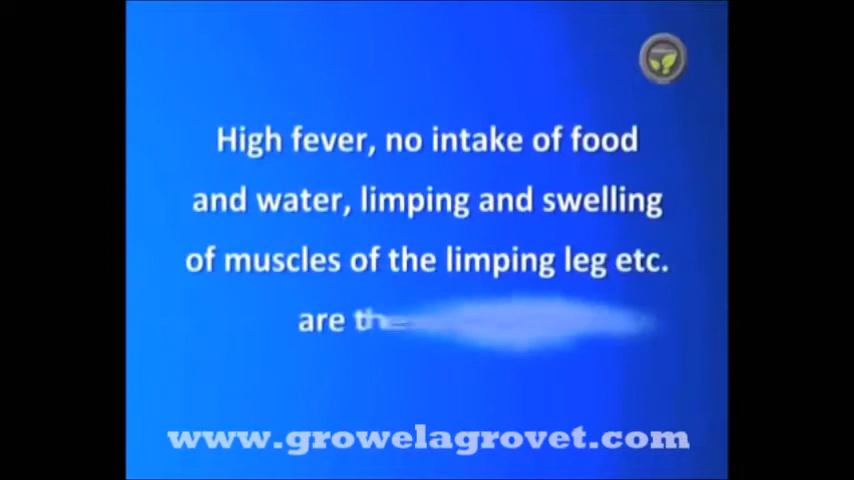 High fever, no intake of food
and water, limping and swelling
of muscles of the limping leg etc.
are the
www.growelagrovet.com